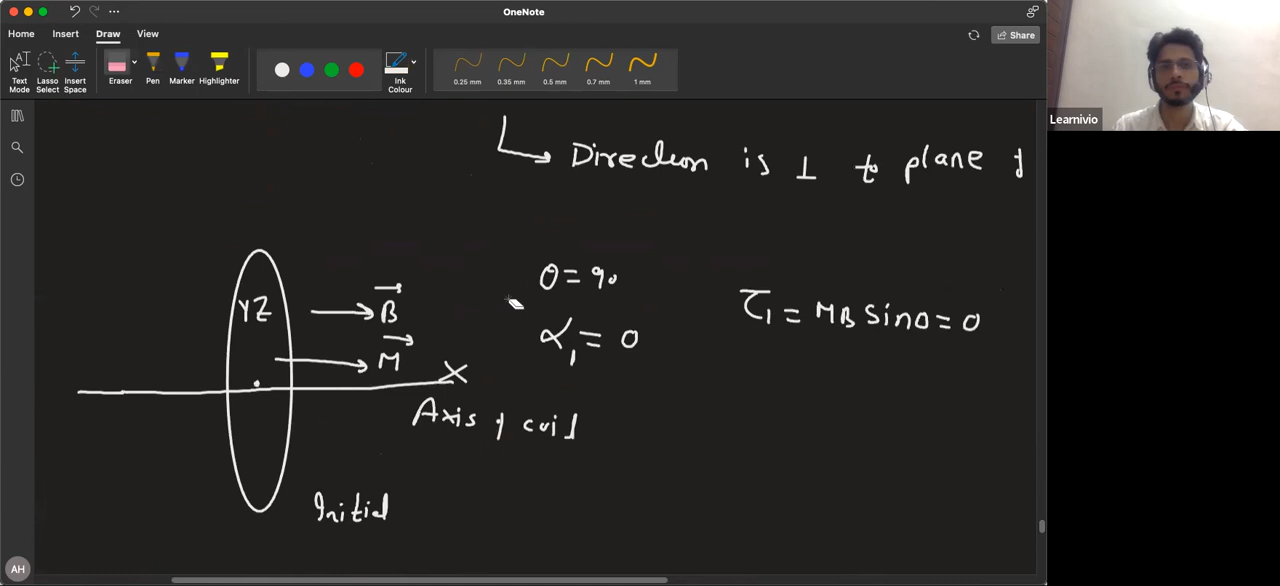 OneNote
Home Insert Draw View
Share
Text Mode
Lasso Select
Insert Space
Eraser
Pen
Marker
Highlighter
Ink Colour
0.25 mm 0.35 mm 0.5 mm 0.7 mm 1 mm
Learnivio
Direction is ⊥ to plane of
θ = 90
YZ
B
τ₁ = MB sin 0 = 0
α₁ = 0
M
X
Axis of coil
Initial
AH